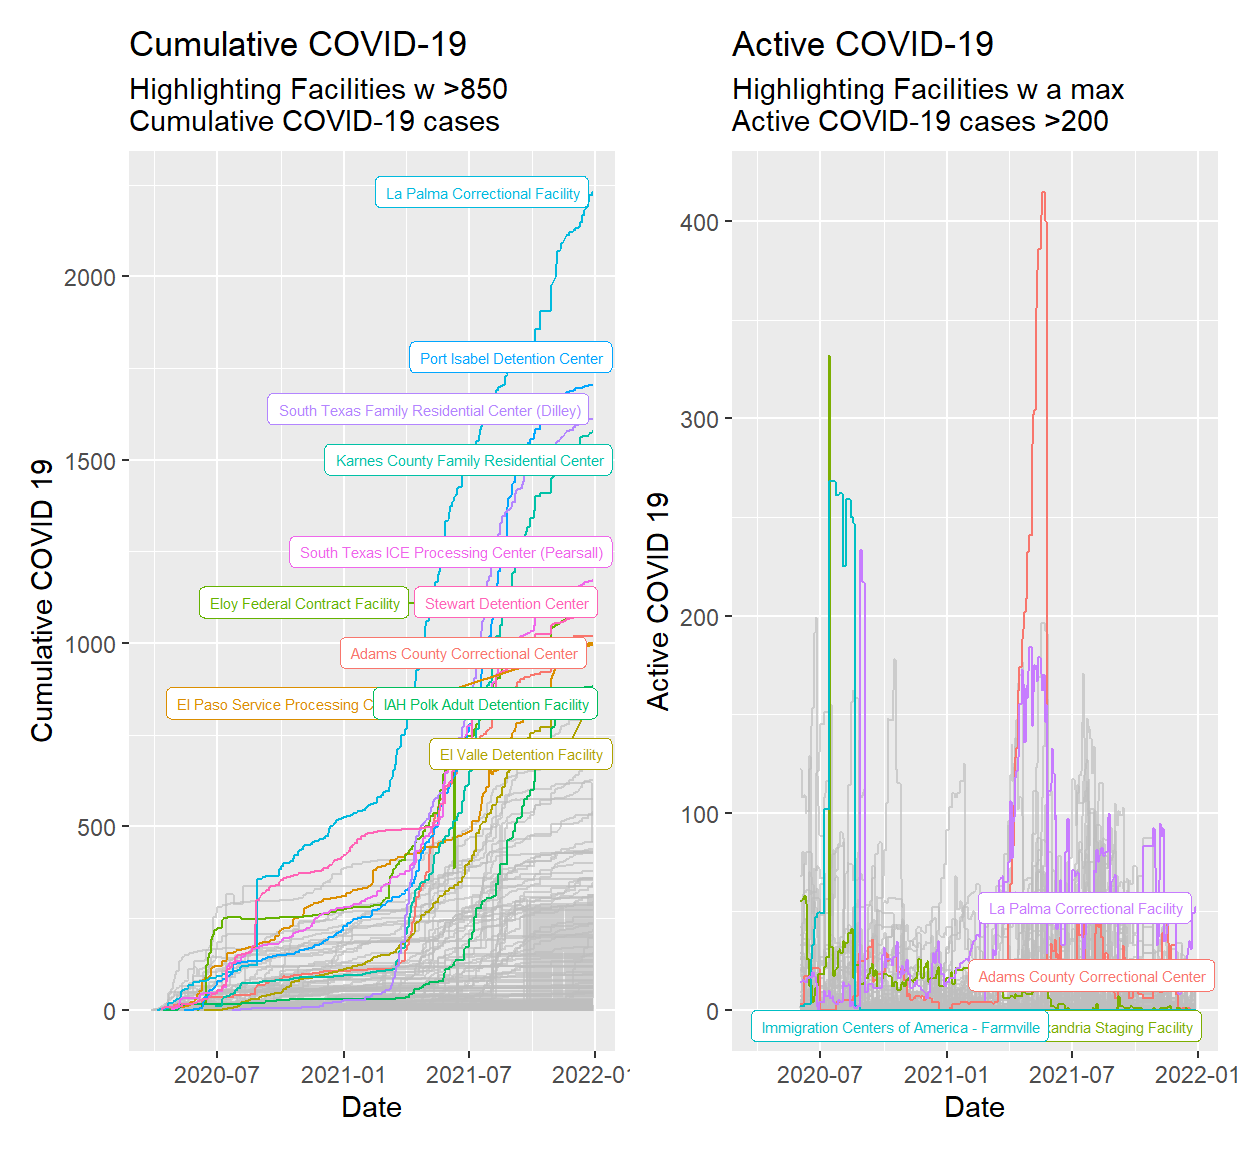 Cumulative COVID-19
Highlighting Facilities w >850
Cumulative COVID-19 cases
Cumulative COVID 19
2000
1500
1000
500
0
La Palma Correctional Facility
Port Isabel Detention Center
South Texas Family Residential Center (Dilley)
Karnes County Family Residential Center
South Texas ICE Processing Center (Pearsall)
Eloy Federal Contract Facility
Stewart Detention Center
Adams County Correctional Center
El Paso Service Processing C
IAH Polk Adult Detention Facility
El Valle Detention Facility
2020-07
2021-01
2021-07
2022-01
Date
Active COVID-19
Highlighting Facilities w a max
Active COVID-19 cases >200
Active COVID 19
400
300
200
100
0
La Palma Correctional Facility
Adams County Correctional Center
Immigration Centers of America - Farmville
xandria Staging Facility
2020-07
2021-01
2021-07
2022-01
Date